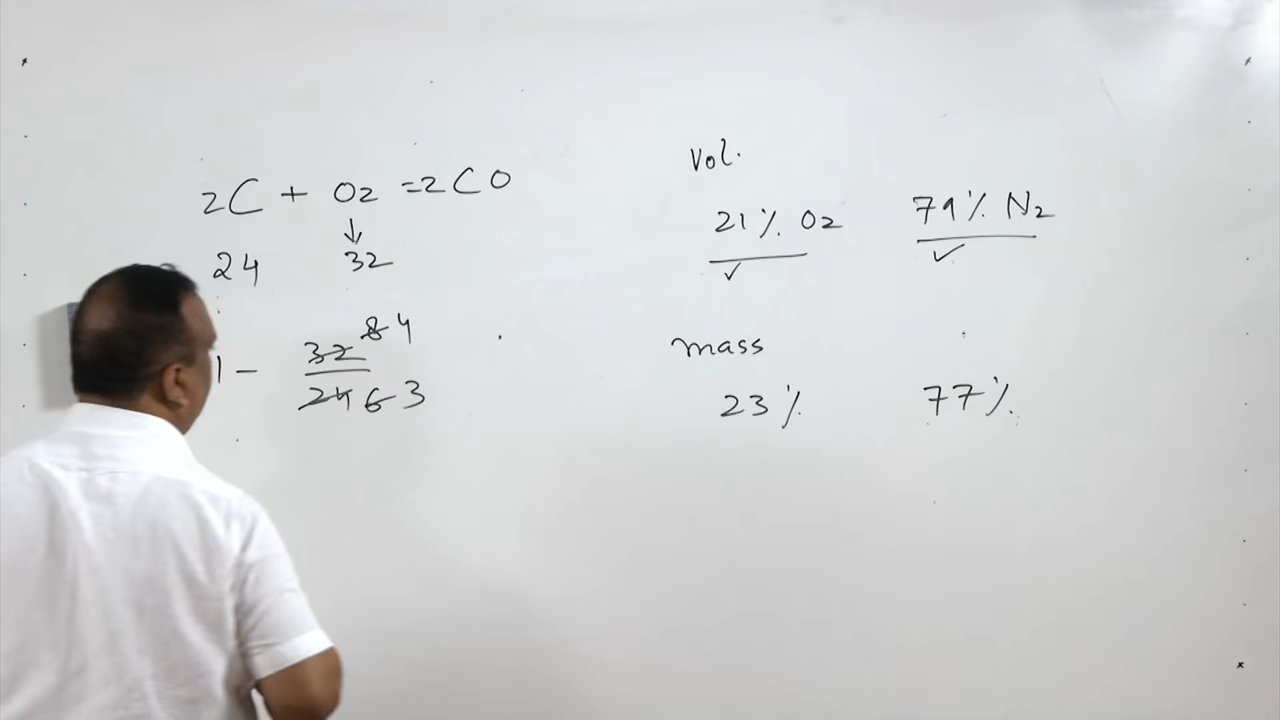 2C + O2 =2CO
↓
24 32
1 - 32/24 8/6 4/3
Vol.
21% O2 79% N2
✓ ✓
mass
23% 77%